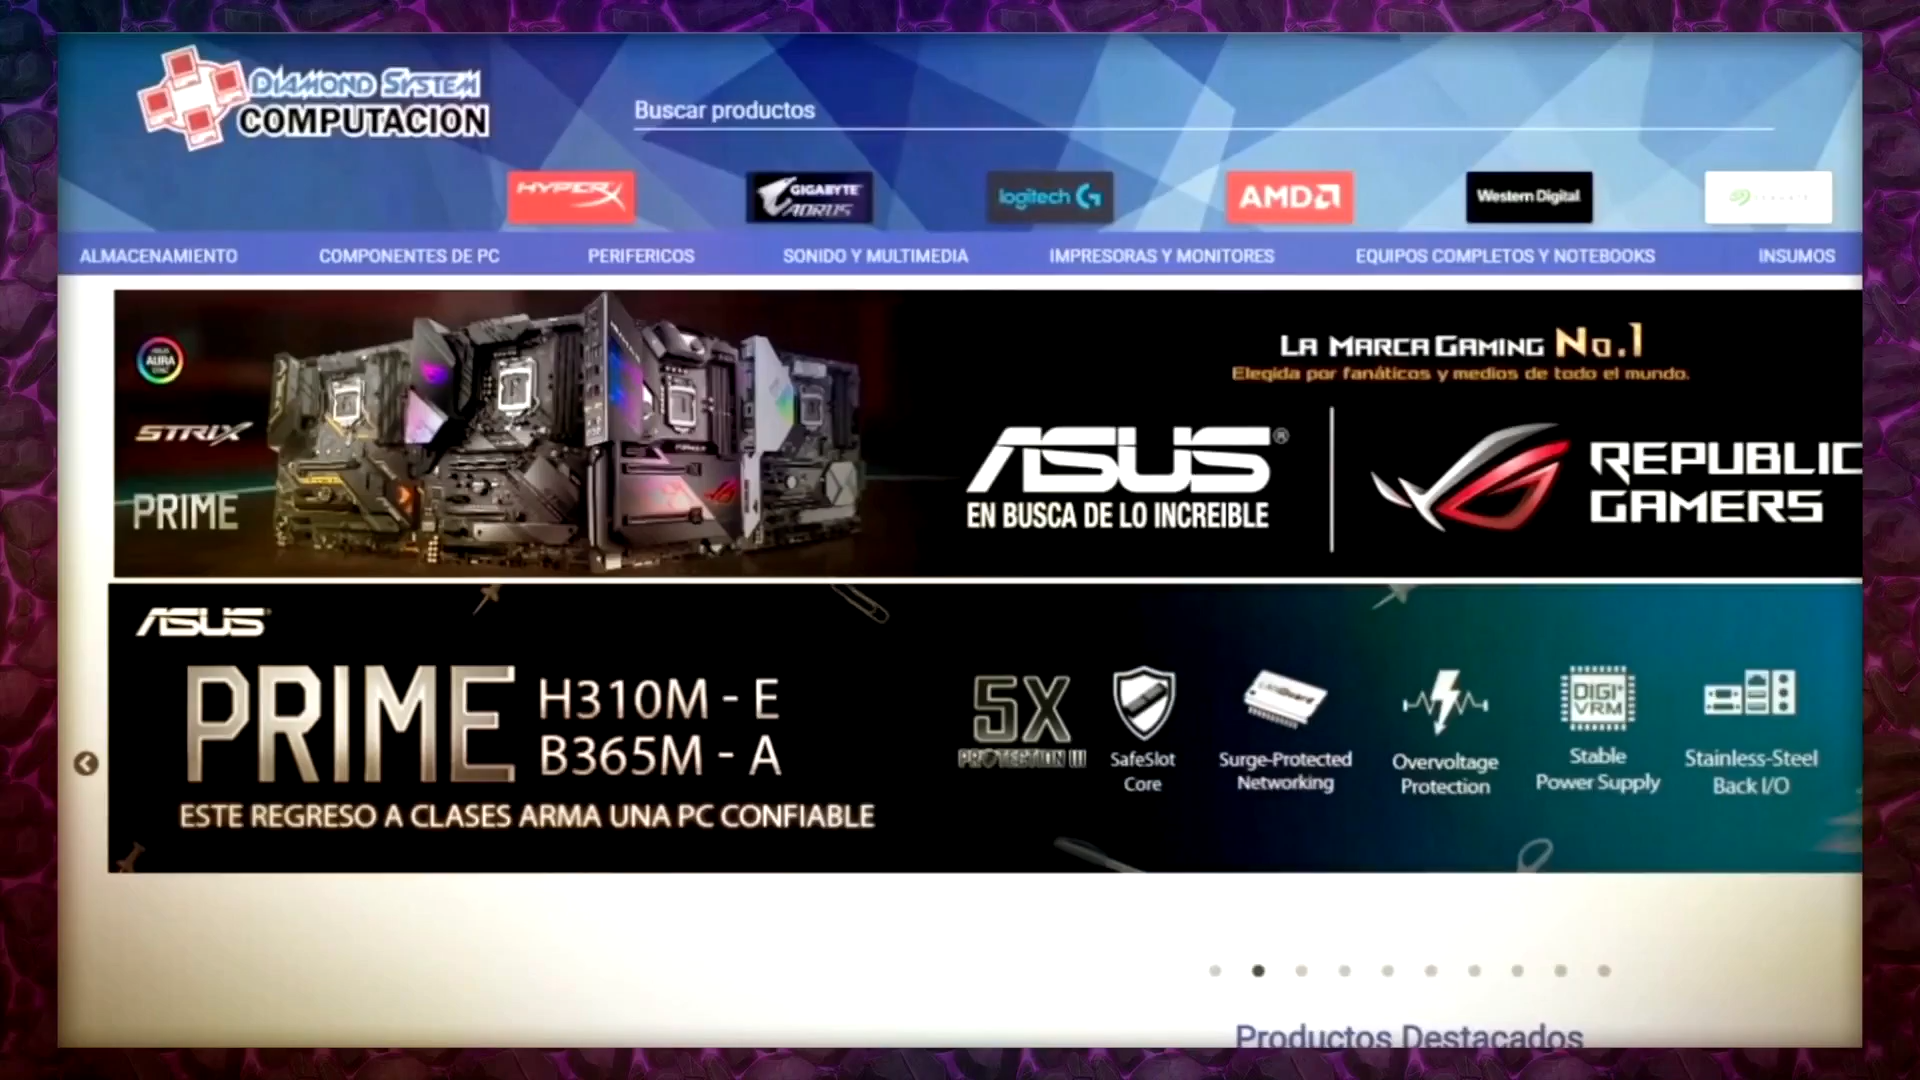 DIAMOND SYSTEM
COMPUTACION
Buscar productos
HYPERX
GIGABYTE
AORUS
logitech G
AMD
Western Digital
ALMACENAMIENTO
COMPONENTES DE PC
PERIFERICOS
SONIDO Y MULTIMEDIA
IMPRESORAS Y MONITORES
EQUIPOS COMPLETOS Y NOTEBOOKS
INSUMOS
AURA
STRIX
PRIME
LA MARCA GAMING No.1
Elegida por fanáticos y medios de todo el mundo.
ASUS®
EN BUSCA DE LO INCREIBLE
REPUBLIC
GAMERS
ASUS
PRIME
H310M - E
B365M - A
ESTE REGRESO A CLASES ARMA UNA PC CONFIABLE
5X
PROTECTION III
SafeSlot
Core
Surge-Protected
Networking
Overvoltage
Protection
DIGI+
VRM
Stable
Power Supply
Stainless-Steel
Back I/O
Productos Destacados